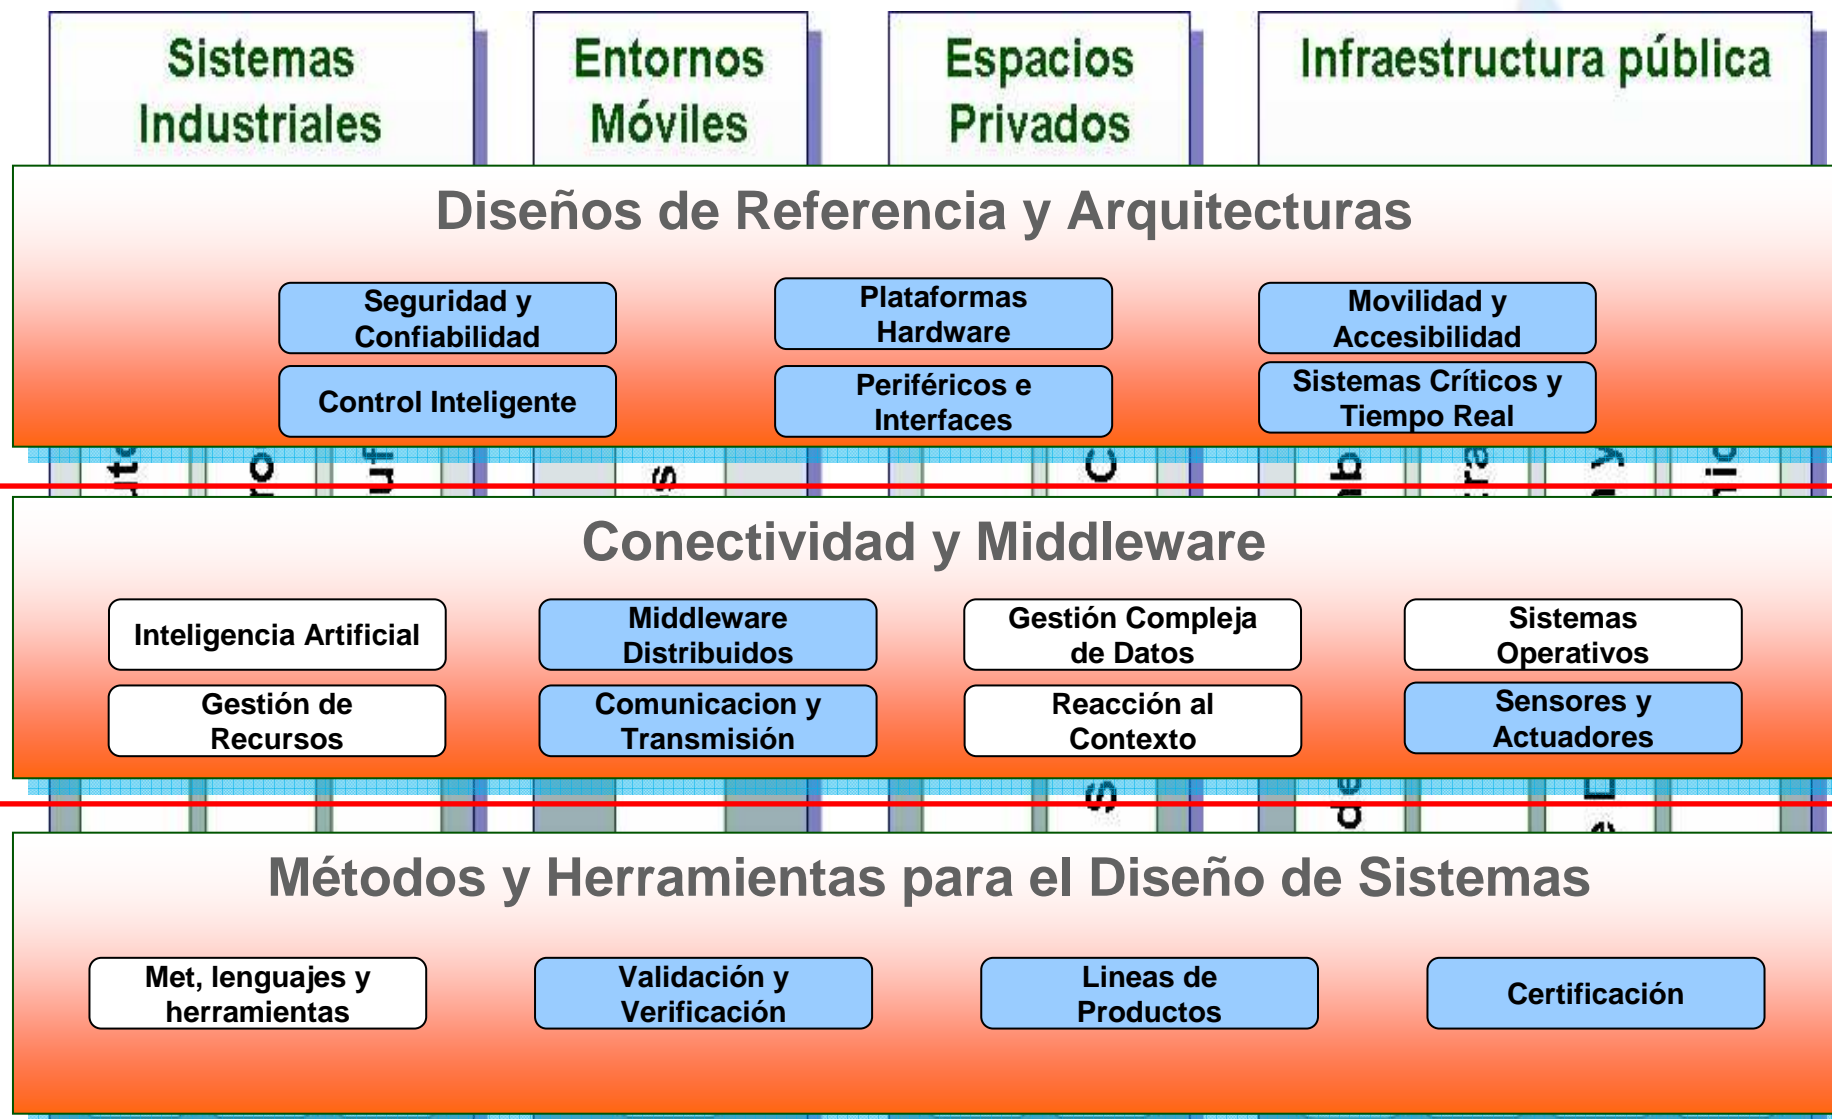 Sistemas
Industriales
Entornos
Móviles
Espacios
Privados
Infraestructura pública
Diseños de Referencia y Arquitecturas
Seguridad y
Confiabilidad
Plataformas
Hardware
Movilidad y
Accesibilidad
Control Inteligente
Periféricos e
Interfaces
Sistemas Críticos y
Tiempo Real
Conectividad y Middleware
Inteligencia Artificial
Middleware
Distribuidos
Gestión Compleja
de Datos
Sistemas
Operativos
Gestión de
Recursos
Comunicacion y
Transmisión
Reacción al
Contexto
Sensores y
Actuadores
Métodos y Herramientas para el Diseño de Sistemas
Met, lenguajes y
herramientas
Validación y
Verificación
Lineas de
Productos
Certificación